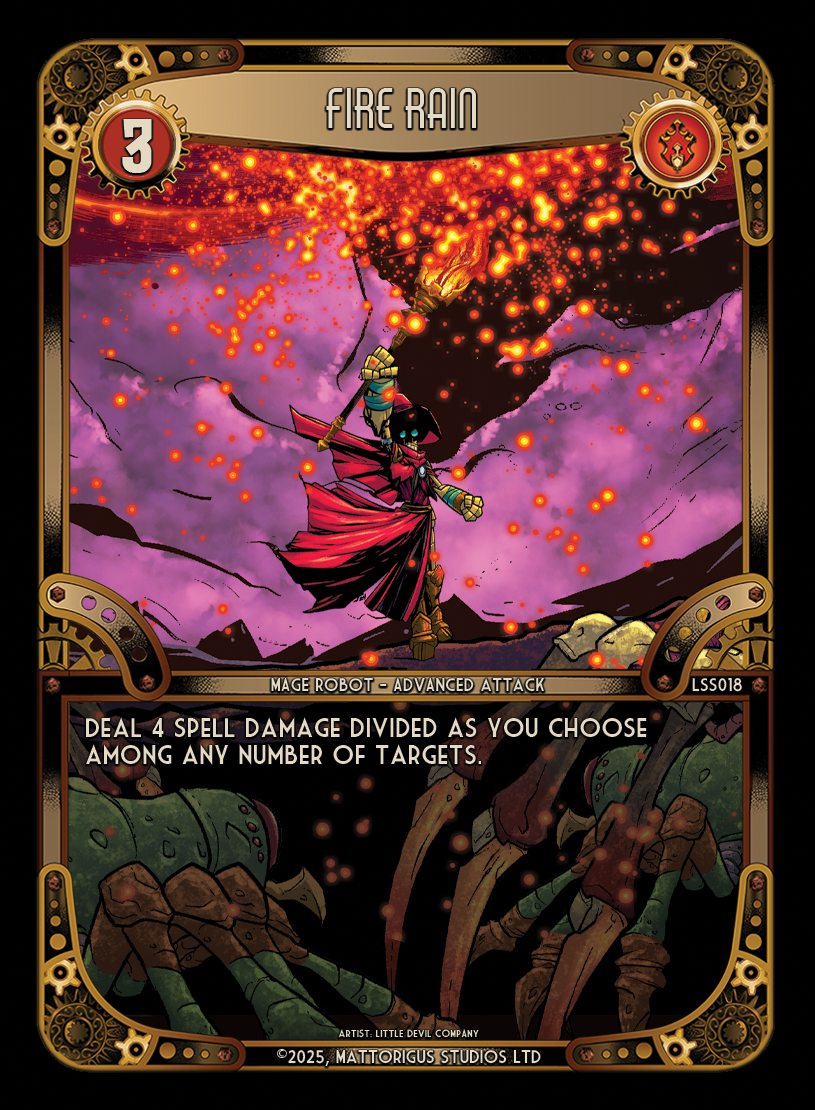 FIRE RAIN
3
MAGE ROBOT - ADVANCED ATTACK
LSS018
DEAL 4 SPELL DAMAGE DIVIDED AS YOU CHOOSE
AMONG ANY NUMBER OF TARGETS.
ARTIST: LITTLE DEVIL COMPANY
©2025, MATTORIGUS STUDIOS LTD